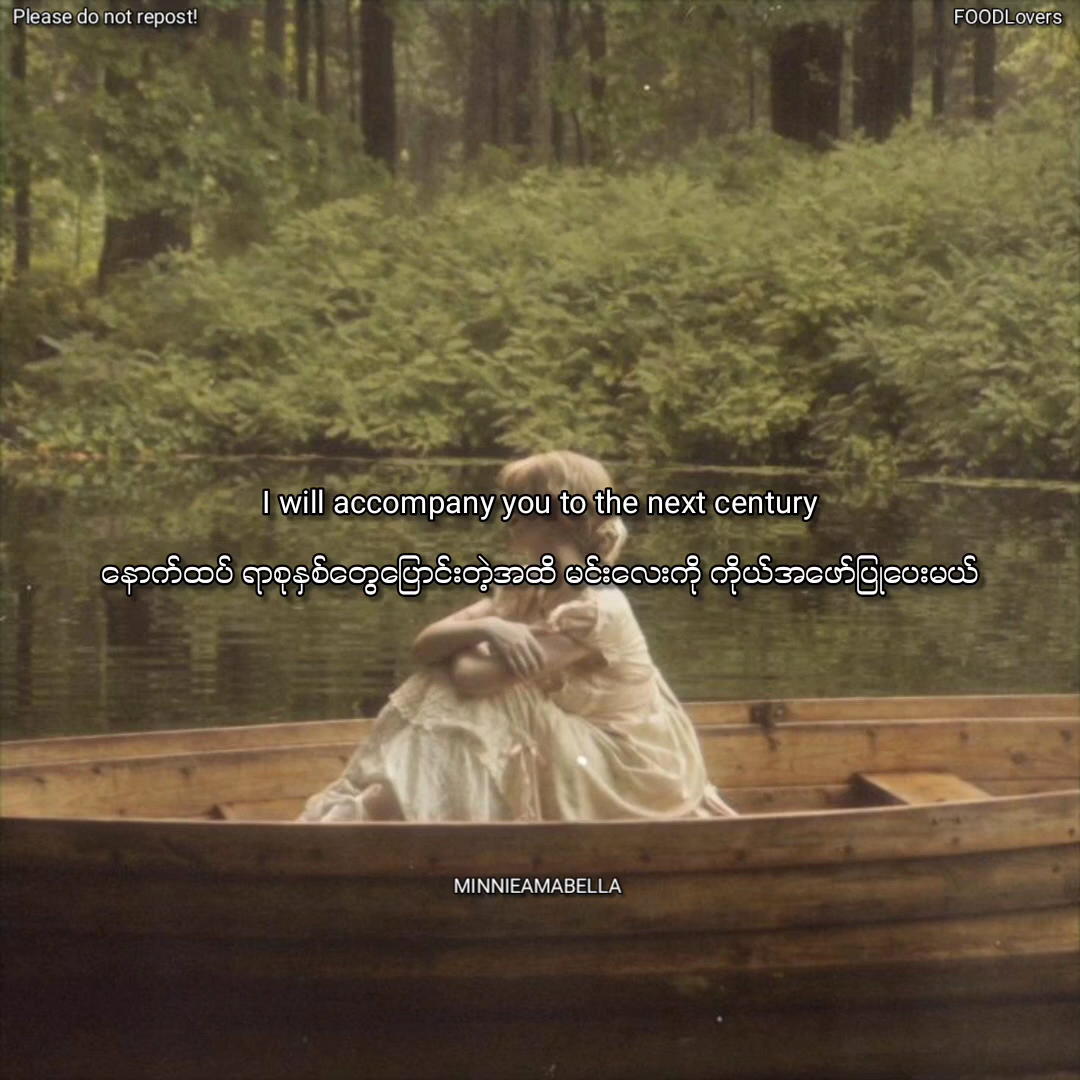 Please do not repost!
FOODLovers
I will accompany you to the next century
နောက်ထပ် ရာစုနှစ်တွေပြောင်းတဲ့အထိ မင်းလေးကို ကိုယ်အဖော်ပြုပေးမယ်
MINNIEAMABELLA